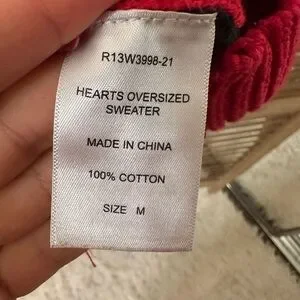 R13W3998-21
HEARTS OVERSIZED
SWEATER
MADE IN CHINA
100% COTTON
SIZE M